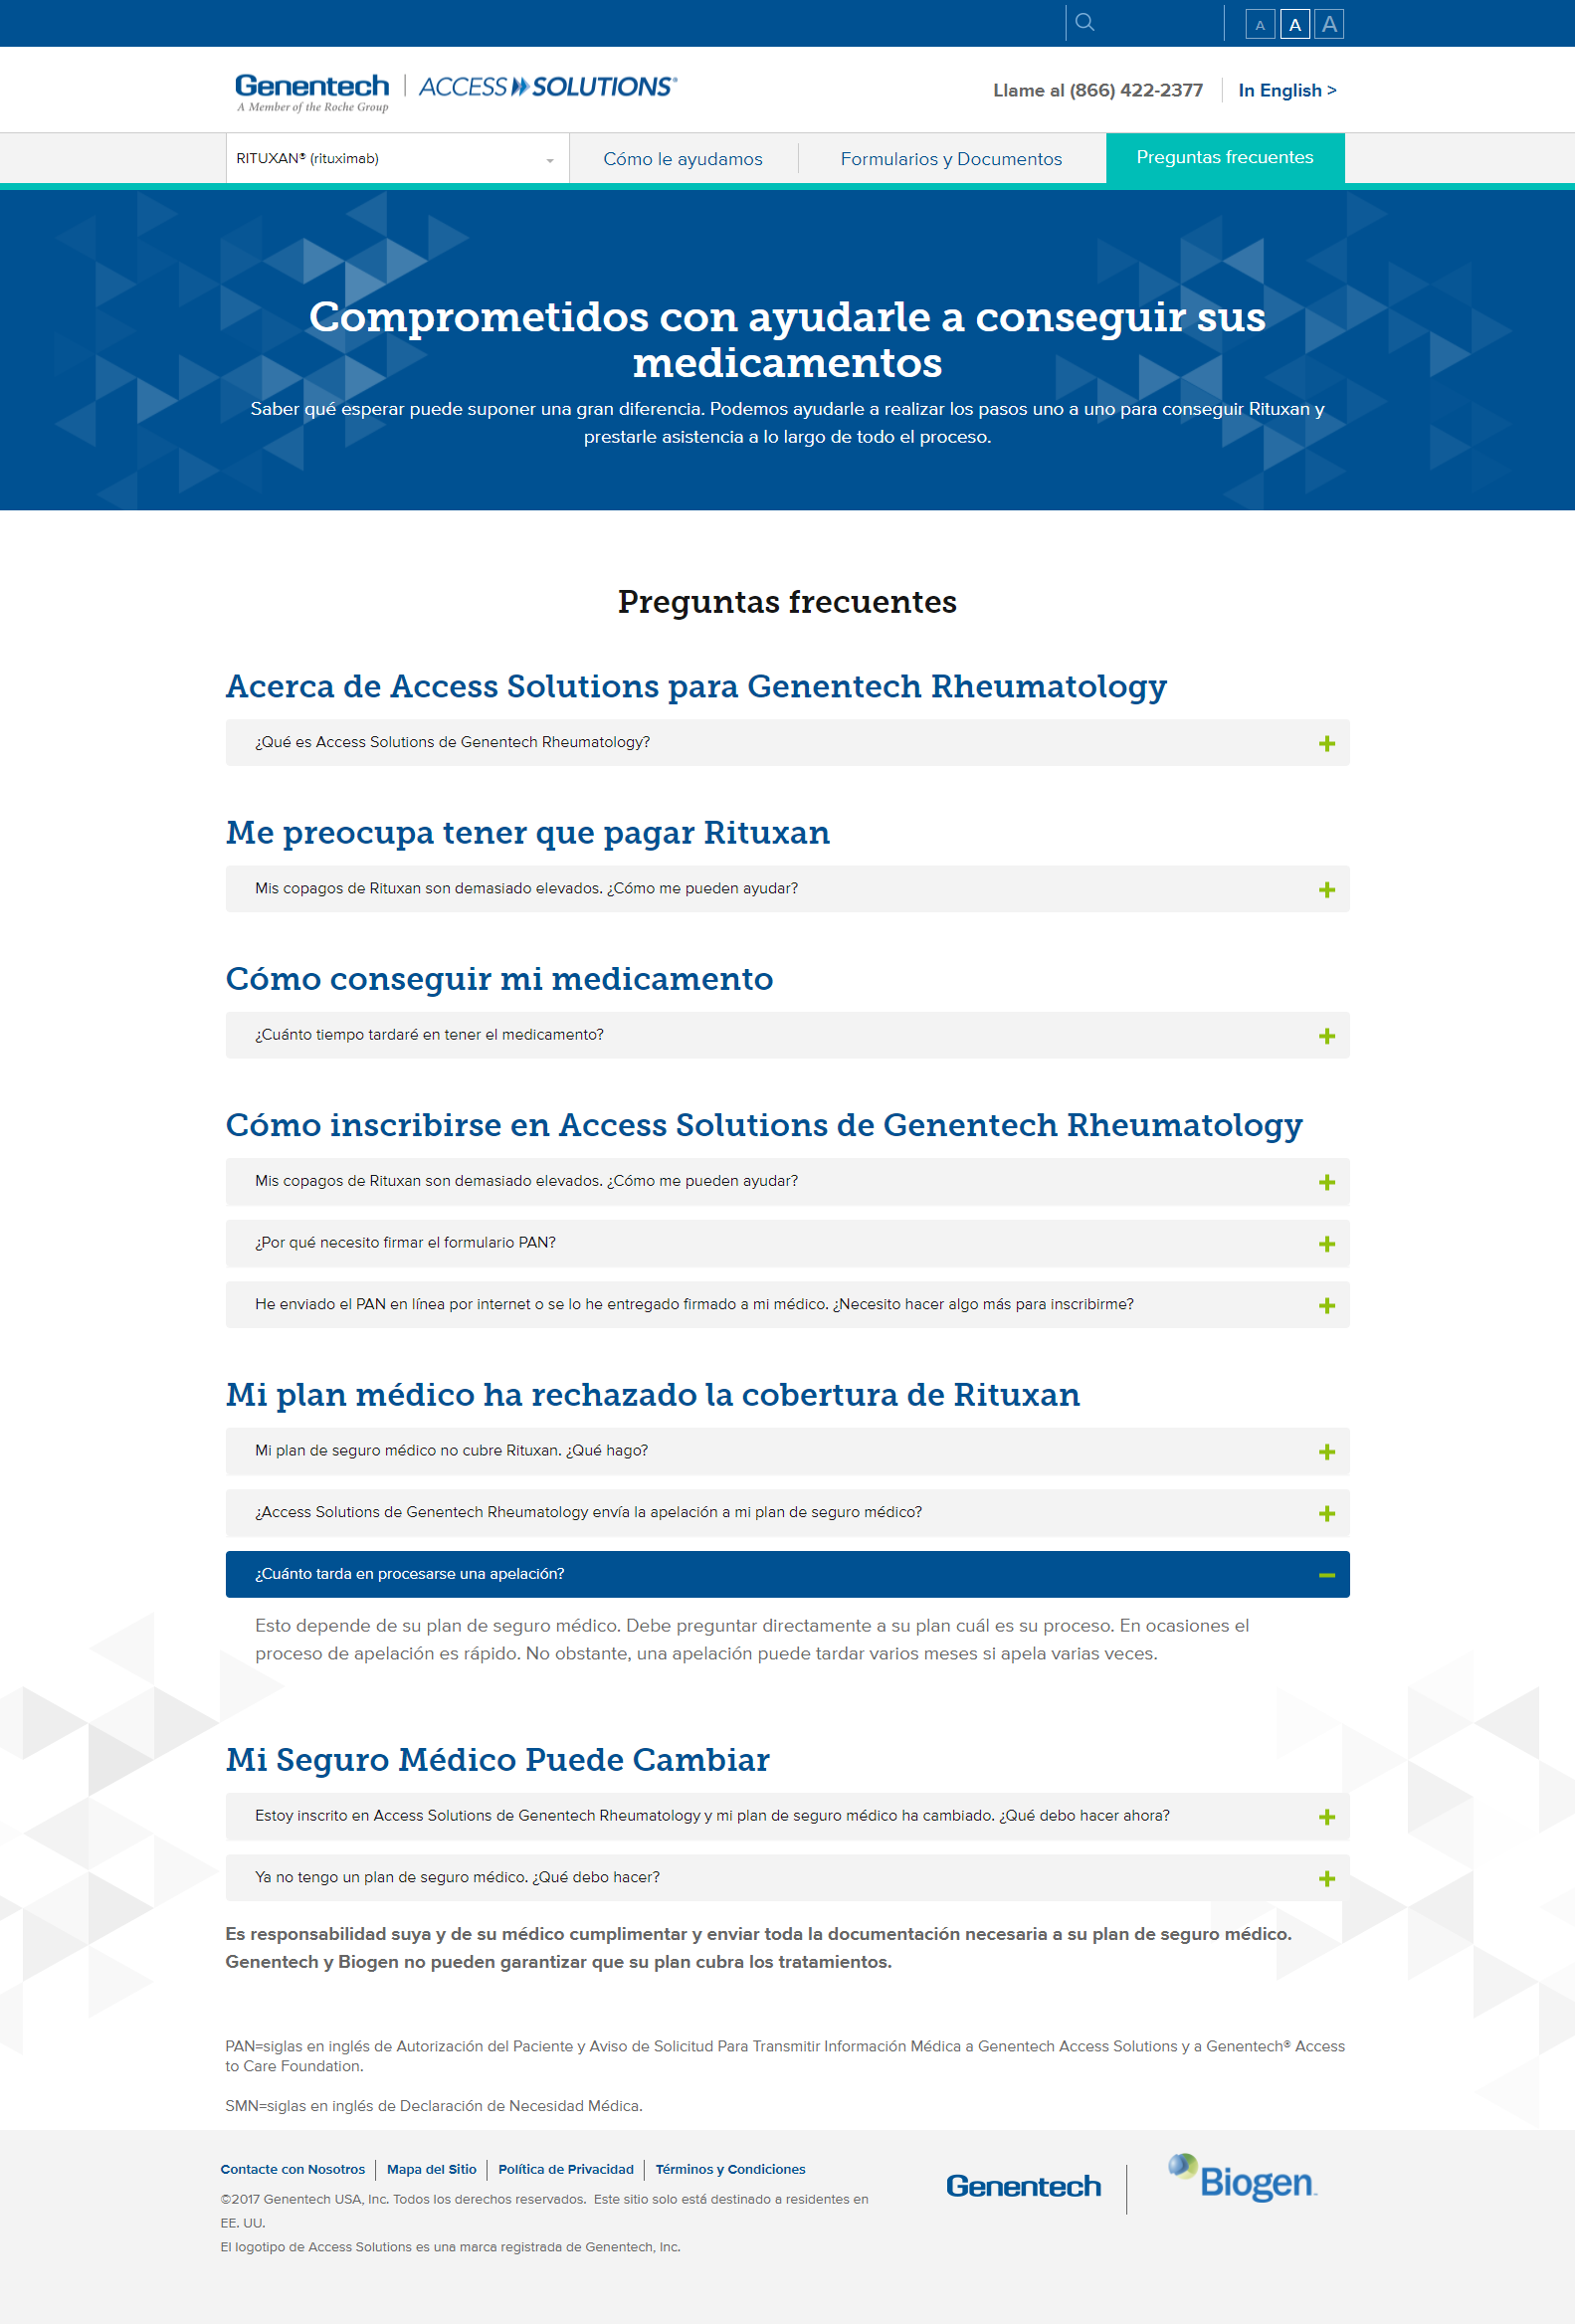 A A A
Genentech
A Member of the Roche Group
ACCESS SOLUTIONS®
Llame al (866) 422-2377
In English >
RITUXAN® (rituximab)
Cómo le ayudamos
Formularios y Documentos
Preguntas frecuentes
Comprometidos con ayudarle a conseguir sus
medicamentos
Saber qué esperar puede suponer una gran diferencia. Podemos ayudarle a realizar los pasos uno a uno para conseguir Rituxan y
prestarle asistencia a lo largo de todo el proceso.
Preguntas frecuentes
Acerca de Access Solutions para Genentech Rheumatology
¿Qué es Access Solutions de Genentech Rheumatology?
Me preocupa tener que pagar Rituxan
Mis copagos de Rituxan son demasiado elevados. ¿Cómo me pueden ayudar?
Cómo conseguir mi medicamento
¿Cuánto tiempo tardaré en tener el medicamento?
Cómo inscribirse en Access Solutions de Genentech Rheumatology
Mis copagos de Rituxan son demasiado elevados. ¿Cómo me pueden ayudar?
¿Por qué necesito firmar el formulario PAN?
He enviado el PAN en línea por internet o se lo he entregado firmado a mi médico. ¿Necesito hacer algo más para inscribirme?
Mi plan médico ha rechazado la cobertura de Rituxan
Mi plan de seguro médico no cubre Rituxan. ¿Qué hago?
¿Access Solutions de Genentech Rheumatology envía la apelación a mi plan de seguro médico?
¿Cuánto tarda en procesarse una apelación?
Esto depende de su plan de seguro médico. Debe preguntar directamente a su plan cuál es su proceso. En ocasiones el
proceso de apelación es rápido. No obstante, una apelación puede tardar varios meses si apela varias veces.
Mi Seguro Médico Puede Cambiar
Estoy inscrito en Access Solutions de Genentech Rheumatology y mi plan de seguro médico ha cambiado. ¿Qué debo hacer ahora?
Ya no tengo un plan de seguro médico. ¿Qué debo hacer?
Es responsabilidad suya y de su médico cumplimentar y enviar toda la documentación necesaria a su plan de seguro médico.
Genentech y Biogen no pueden garantizar que su plan cubra los tratamientos.
PAN=siglas en inglés de Autorización del Paciente y Aviso de Solicitud Para Transmitir Información Médica a Genentech Access Solutions y a Genentech® Access
to Care Foundation.
SMN=siglas en inglés de Declaración de Necesidad Médica.
Contacte con Nosotros
Mapa del Sitio
Política de Privacidad
Términos y Condiciones
©2017 Genentech USA, Inc. Todos los derechos reservados. Este sitio solo está destinado a residentes en
EE. UU.
El logotipo de Access Solutions es una marca registrada de Genentech, Inc.
Genentech
Biogen